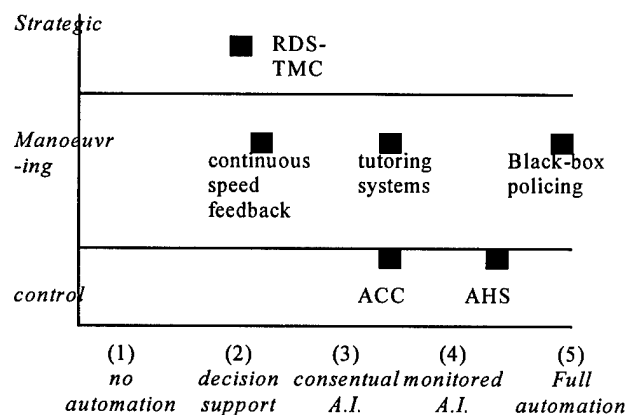 Strategic
RDS-
TMC
Manoeuvr
-ing
continuous
speed
feedback
tutoring
systems
Black-box
policing
control
ACC
AHS
(1)
(2)
(3)
(4)
(5)
no
decision
consentual
monitored
Full
automation
support
A.I.
A.I.
automation